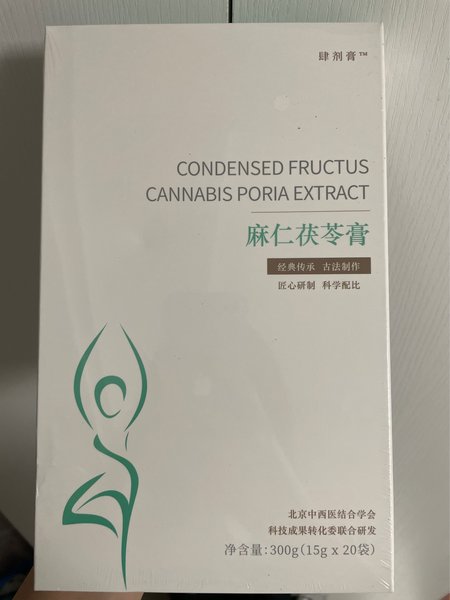 肆剂膏™
CONDENSED FRUCTUS
CANNABIS PORIA EXTRACT
麻仁茯苓膏
经典传承 古法制作
匠心研制 科学配比
北京中西医结合学会
科技成果转化委联合研发
净含量:300g(15g x 20袋)